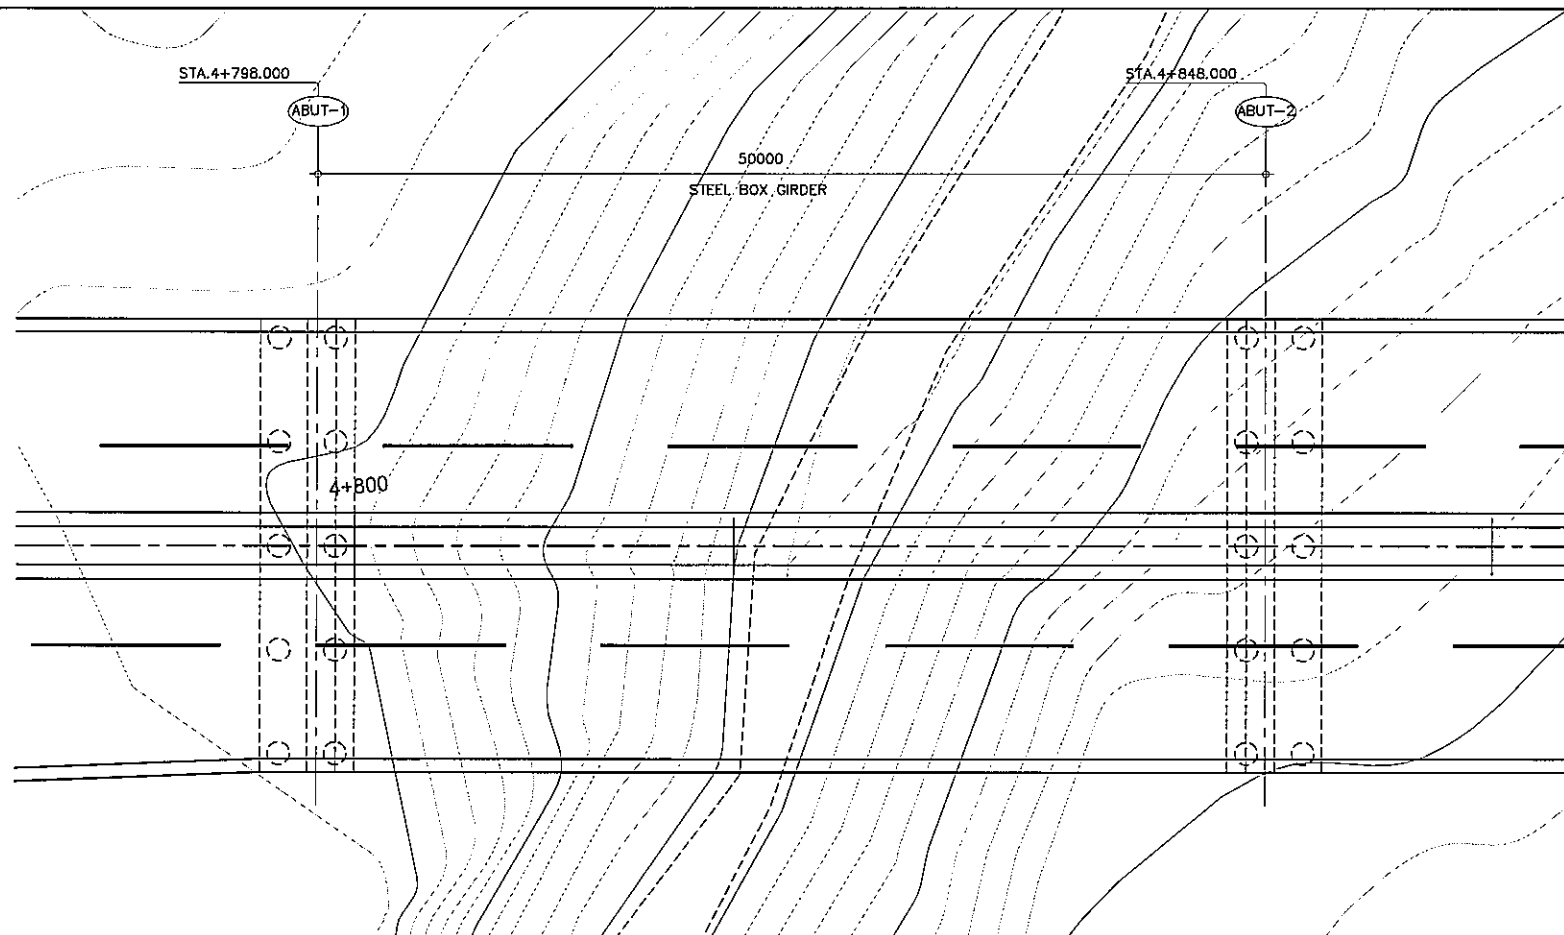 STA.4+798.000
STA.4+848.000
ABUT-1
ABUT-2
50000
STEEL BOX GIRDER
4+800